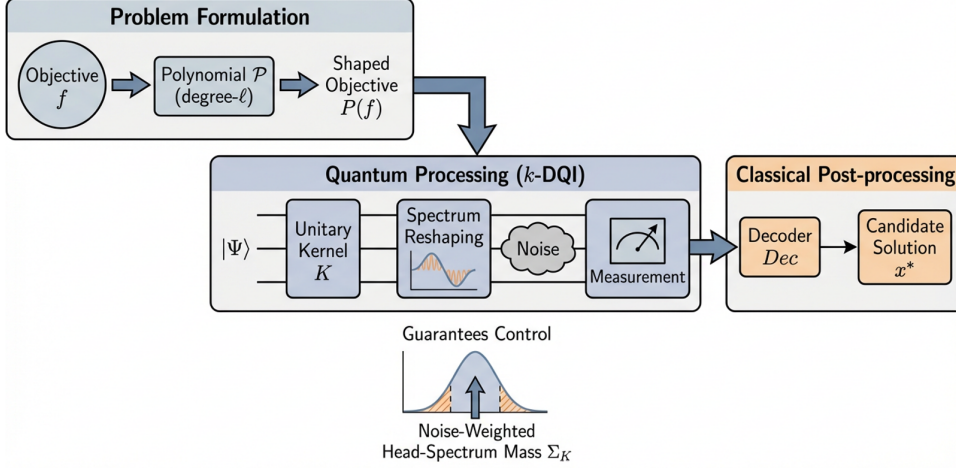 Problem Formulation
Objective
f
Polynomial 𝒫
(degree-ℓ)
Shaped
Objective
P(f)
Quantum Processing (k-DQI)
|Ψ⟩
Unitary
Kernel
K
Spectrum
Reshaping
Noise
Measurement
Classical Post-processing
Decoder
Dec
Candidate
Solution
x*
Guarantees Control
Noise-Weighted
Head-Spectrum Mass Σ_K